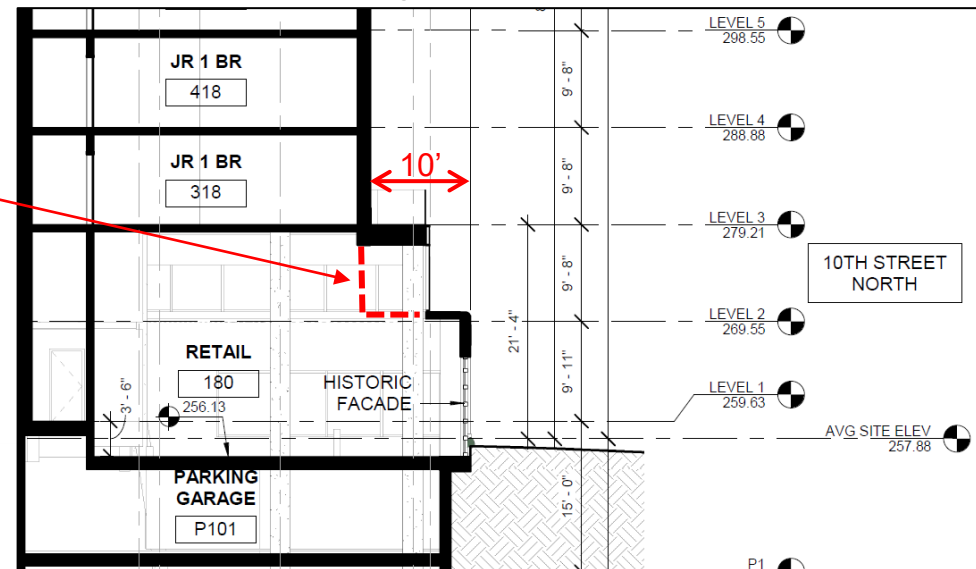 LEVEL 5
298.55
9' - 8"
JR 1 BR
418
LEVEL 4
288.88
JR 1 BR
318
10'
9' - 8"
LEVEL 3
279.21
10TH STREET
NORTH
9' - 8"
LEVEL 2
269.55
21' - 4"
RETAIL
180
HISTORIC
FACADE
9' - 11"
LEVEL 1
259.63
3' - 6"
256.13
AVG SITE ELEV
257.88
PARKING
GARAGE
P101
15' - 0"
P1